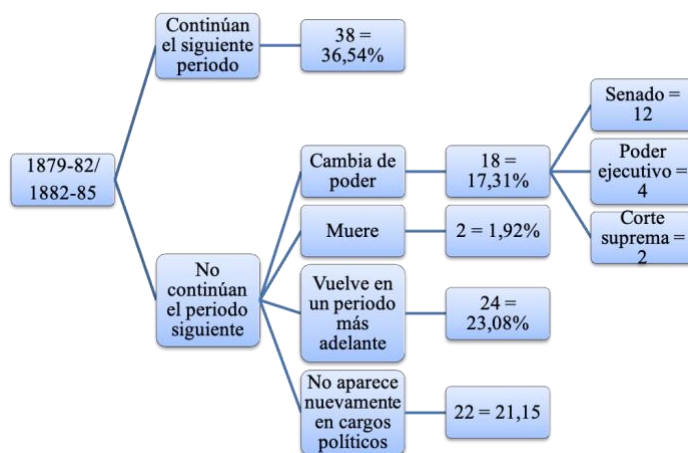 1879-82/
1882-85
Continúan
el siguiente
periodo
38 =
36,54%
No
continúan
el periodo
siguiente
Cambia de
poder
18 =
17,31%
Senado =
12
Poder
ejecutivo =
4
Corte
suprema =
2
Muere
2 = 1,92%
Vuelve en
un periodo
más
adelante
24 =
23,08%
No aparece
nuevamente
en cargos
políticos
22 = 21,15